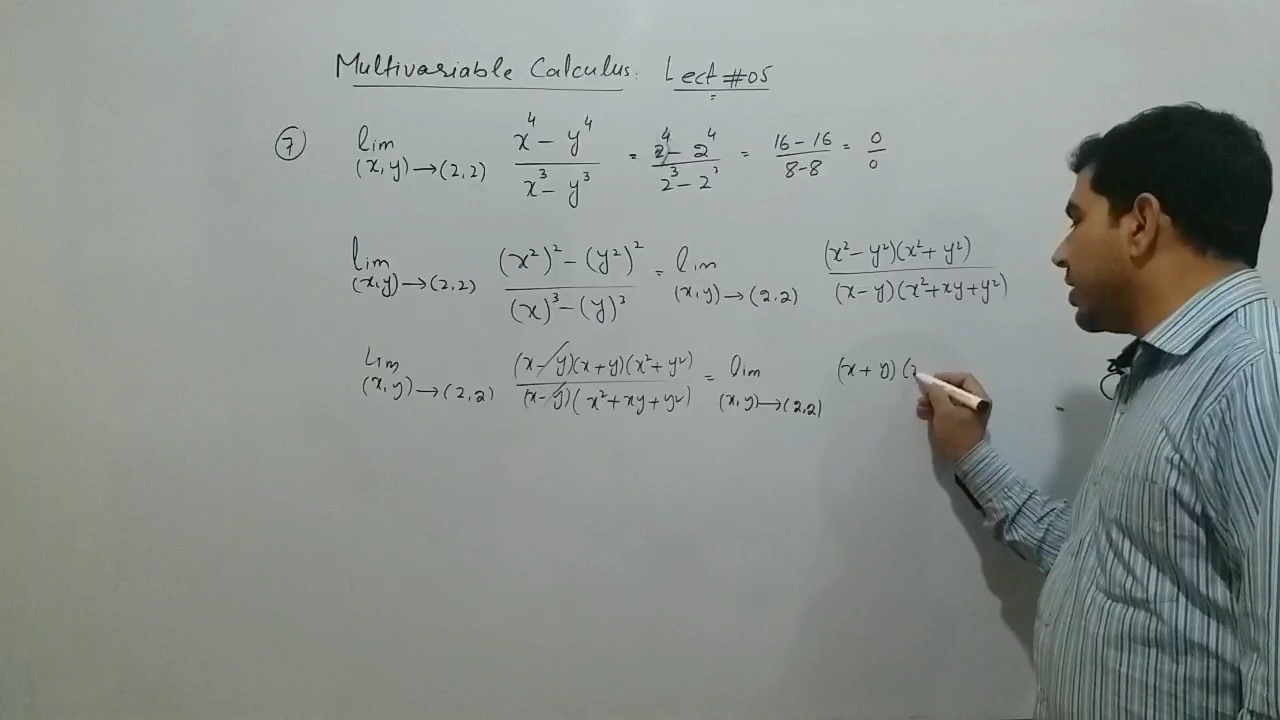 Multivariable Calculus: Lect #05
⑦ lim (x,y)→(2,2) x⁴ - y⁴ / x³ - y³ = 2⁴ - 2⁴ / 2³ - 2³ = 16 - 16 / 8 - 8 = 0 / 0
lim (x,y)→(2,2) (x²)² - (y²)² / (x)³ - (y)³ = lim (x,y)→(2,2) (x² - y²)(x² + y²) / (x - y)(x² + xy + y²)
Lim (x,y)→(2,2) (x - y)(x + y)(x² + y²) / (x - y)(x² + xy + y²) = lim (x,y)→(2,2) (x + y)(